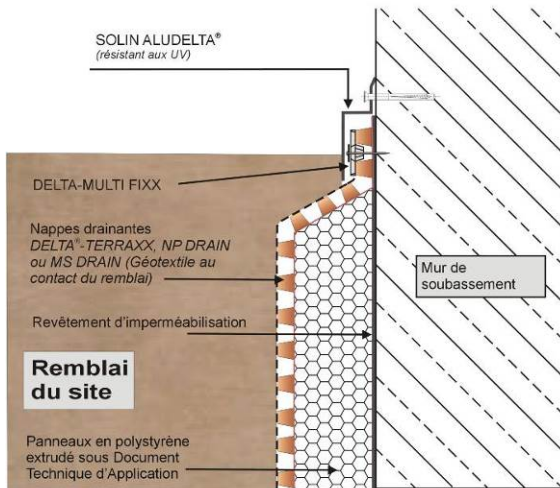 SOLIN ALUDELTA®
(résistant aux UV)
DELTA-MULTI FIXX
Nappes drainantes
DELTA®-TERRAXX, NP DRAIN
ou MS DRAIN (Géotextile au
contact du remblai)
Mur de
soubassement
Revêtement d'imperméabilisation
Remblai
du site
Panneaux en polystyrène
extrudé sous Document
Technique d'Application